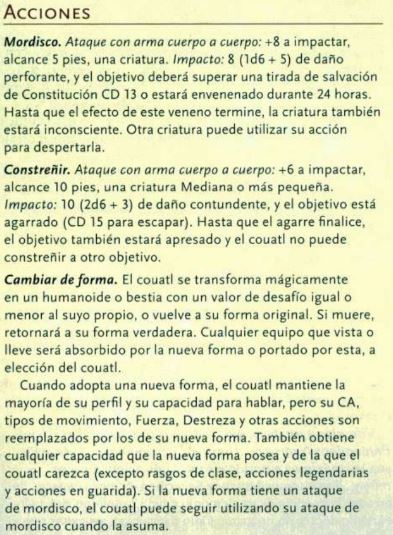 ACCIONES
Mordisco. Ataque con arma cuerpo a cuerpo: +8 a impactar,
alcance 5 pies, una criatura. Impacto: 8 (1d6 + 5) de daño
perforante, y el objetivo deberá superar una tirada de salvación
de Constitución CD 13 o estará envenenado durante 24 horas.
Hasta que el efecto de este veneno termine, la criatura también
estará inconsciente. Otra criatura puede utilizar su acción
para despertarla.
Constreñir. Ataque con arma cuerpo a cuerpo: +6 a impactar,
alcance 10 pies, una criatura Mediana o más pequeña.
Impacto: 10 (2d6 + 3) de daño contundente, y el objetivo está
agarrado (CD 15 para escapar). Hasta que el agarre finalice,
el objetivo también estará apresado y el couatl no puede
constreñir a otro objetivo.
Cambiar de forma. El couatl se transforma mágicamente
en un humanoide o bestia con un valor de desafío igual o
menor al suyo propio, o vuelve a su forma original. Si muere,
retornará a su forma verdadera. Cualquier equipo que vista o
lleve será absorbido por la nueva forma o portado por esta, a
elección del couatl.
Cuando adopta una nueva forma, el couatl mantiene la
mayoría de su perfil y su capacidad para hablar, pero su CA,
tipos de movimiento, Fuerza, Destreza y otras acciones son
reemplazados por los de su nueva forma. También obtiene
cualquier capacidad que la nueva forma posea y de la que el
couatl carezca (excepto rasgos de clase, acciones legendarias
y acciones en guarida). Si la nueva forma tiene un ataque
de mordisco, el couatl puede seguir utilizando su ataque de
mordisco cuando la asuma.